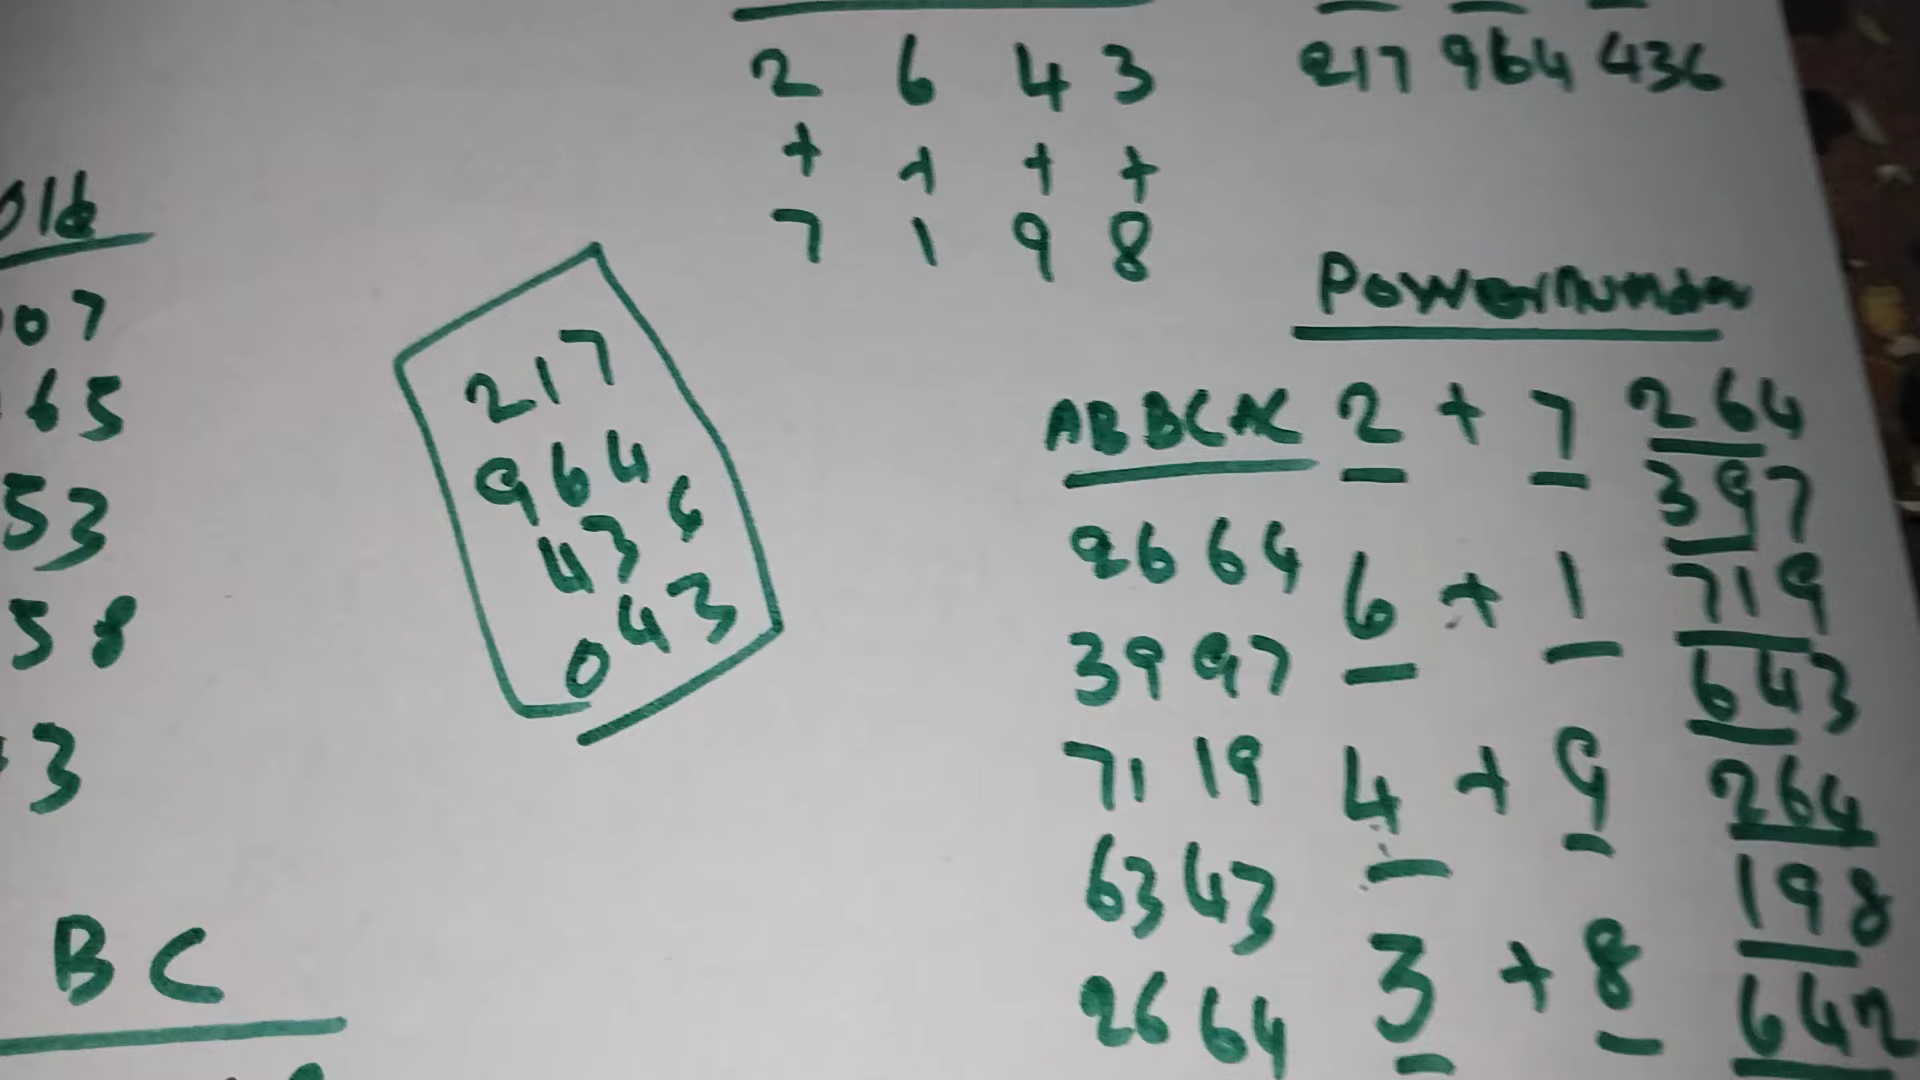 2 6 4 3
+ + + +
7 1 9 8
217 964 436
Old
07
65
53
58
3
BC
217
964
436
043
Powernumber
ABBCAC 2 + 7 264
397
2664 6 + 1 719
3997 643
7119 4 + 9 264
6343 198
2664 3 + 8 642